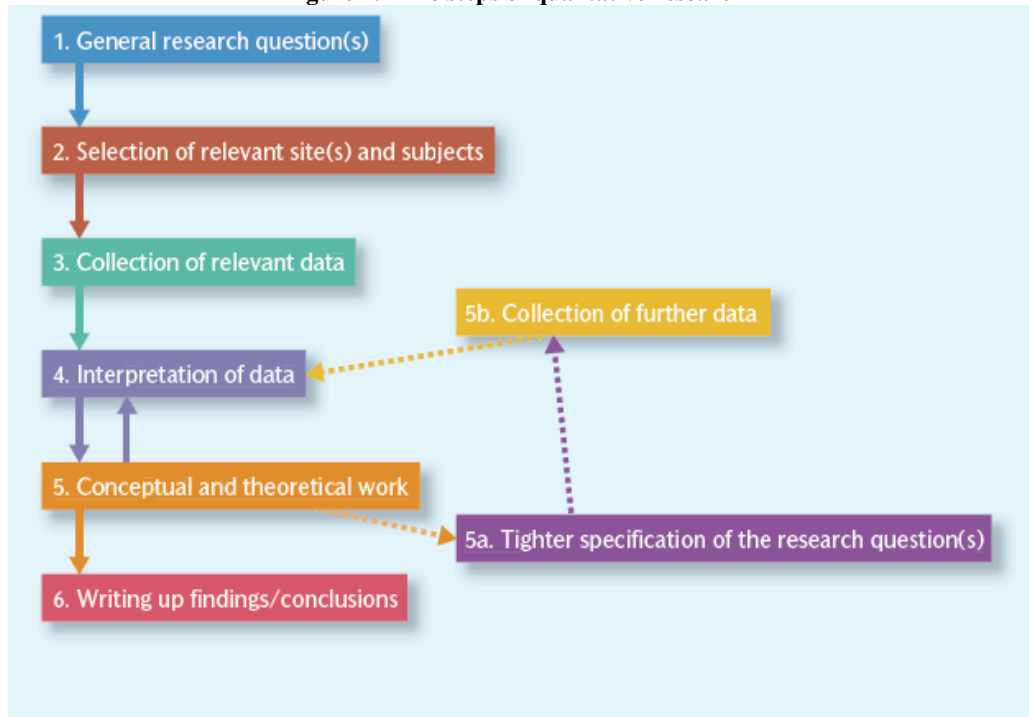 1. General research question(s)
2. Selection of relevant site(s) and subjects
3. Collection of relevant data
5b. Collection of further data
4. Interpretation of data
5. Conceptual and theoretical work
5a. Tighter specification of the research question(s)
6. Writing up findings/conclusions